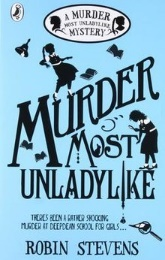 A MURDER
MOST UNLADYLIKE
MYSTERY
MURDER
MOST
UNLADYLIKE
THERE'S BEEN A RATHER SHOCKING
MURDER AT DEEPDEAN SCHOOL FOR GIRLS...
ROBIN STEVENS